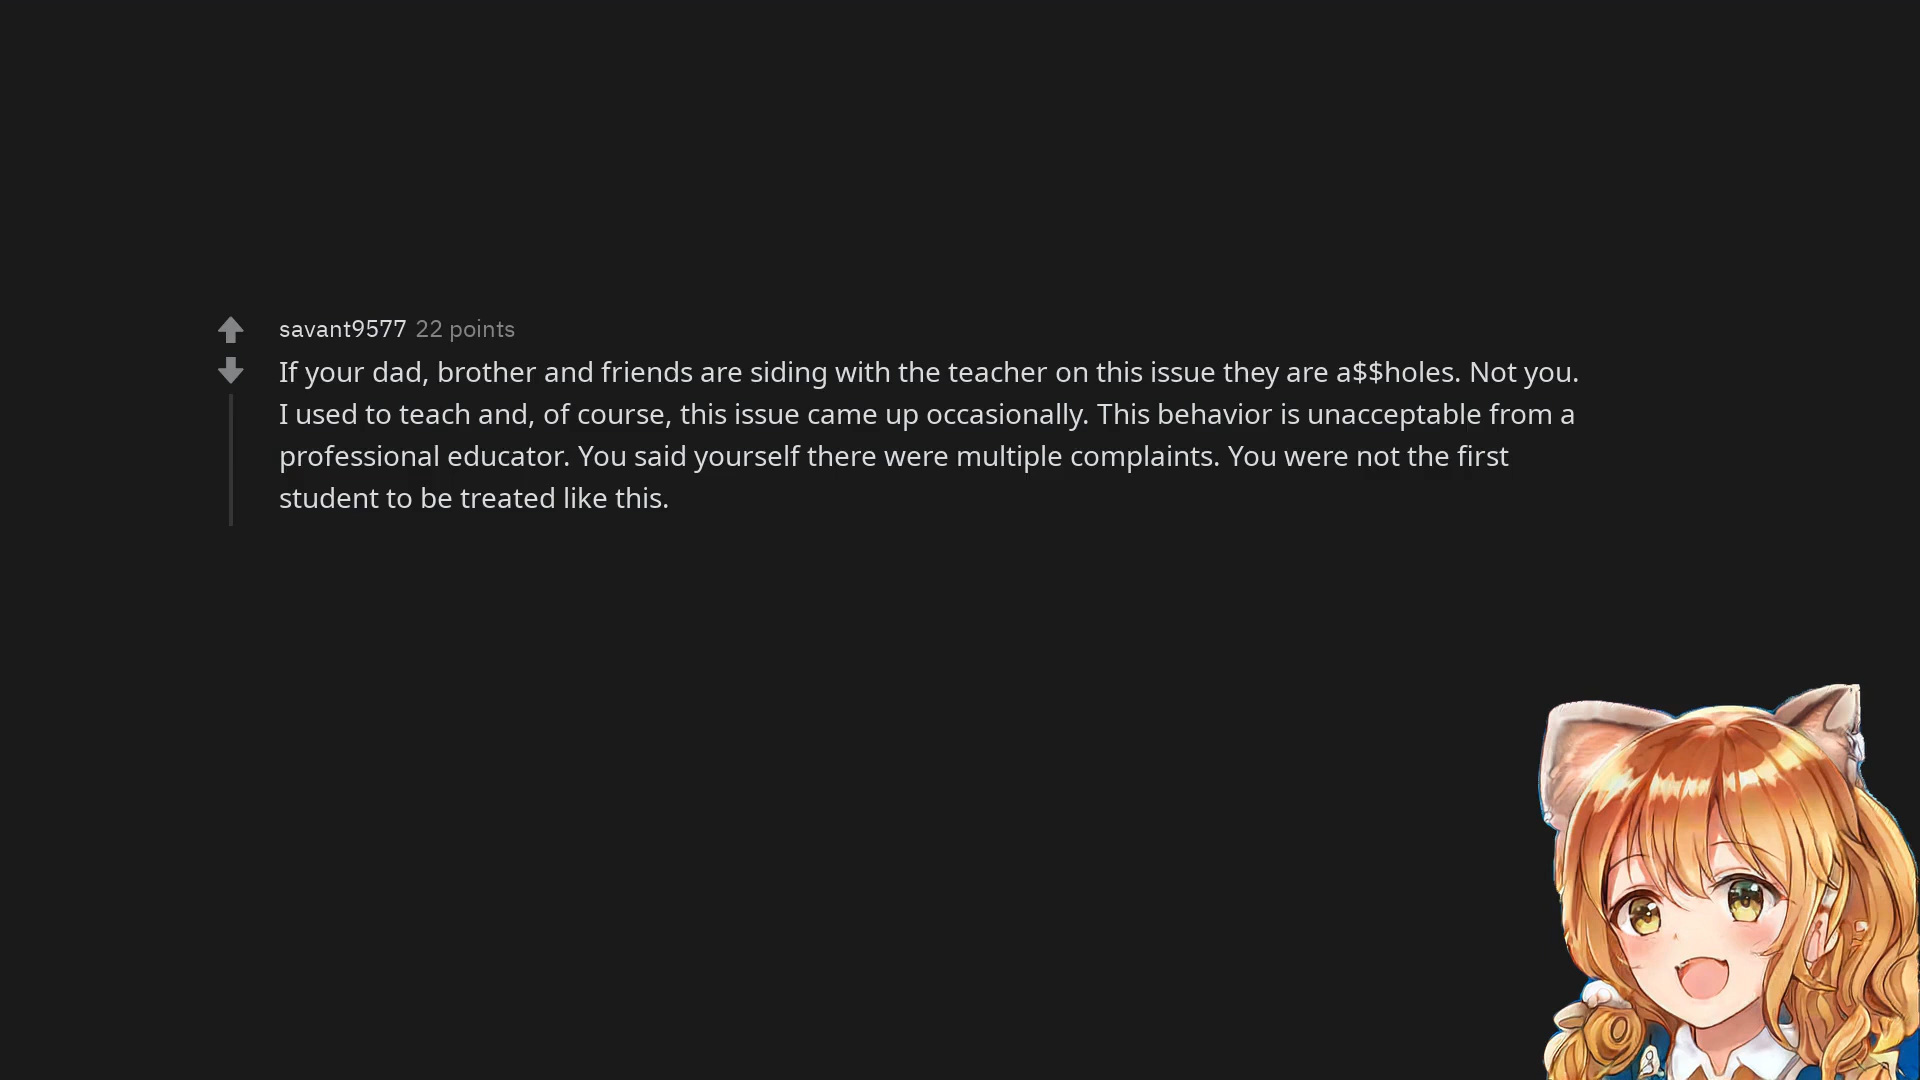 savant9577 22 points
If your dad, brother and friends are siding with the teacher on this issue they are a$$holes. Not you.
I used to teach and, of course, this issue came up occasionally. This behavior is unacceptable from a
professional educator. You said yourself there were multiple complaints. You were not the first
student to be treated like this.